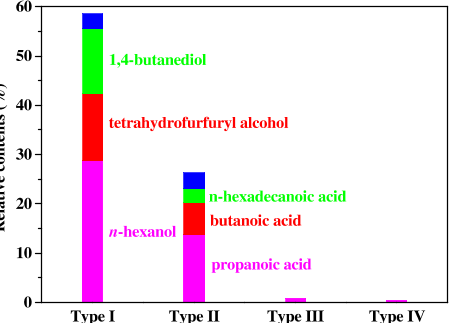 60
50
40
30
20
10
0
Relative contents (%)
1,4-butanediol
tetrahydrofurfuryl alcohol
n-hexanol
n-hexadecanoic acid
butanoic acid
propanoic acid
Type I Type II Type III Type IV